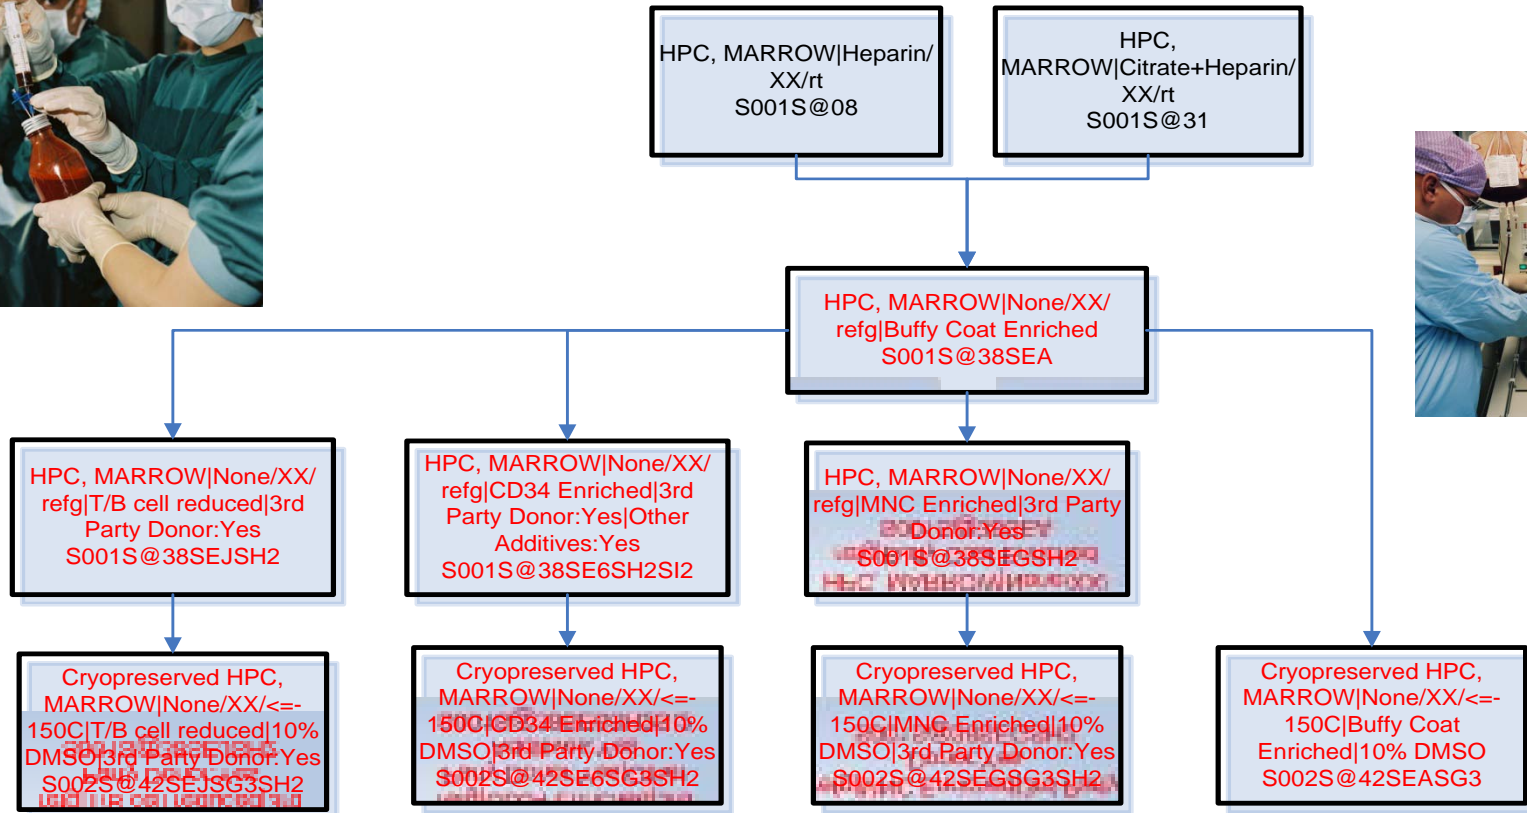 HPC, MARROW|Heparin/
XX/rt
S001S@08
HPC,
MARROW|Citrate+Heparin/
XX/rt
S001S@31
HPC, MARROW|None/XX/
refg|Buffy Coat Enriched
S001S@38SEA
HPC, MARROW|None/XX/
refg|T/B cell reduced|3rd
Party Donor:Yes
S001S@38SEJSH2
HPC, MARROW|None/XX/
refg|CD34 Enriched|3rd
Party Donor:Yes|Other
Additives:Yes
S001S@38SE6SH2SI2
HPC, MARROW|None/XX/
refg|MNC Enriched|3rd Party
Donor:Yes
S001S@38SEGSH2
Cryopreserved HPC,
MARROW|None/XX/<=-
150C|T/B cell reduced|10%
DMSO|3rd Party Donor:Yes
S002S@42SEJSG3SH2
Cryopreserved HPC,
MARROW|None/XX/<=-
150C|CD34 Enriched|10%
DMSO|3rd Party Donor:Yes
S002S@42SE6SG3SH2
Cryopreserved HPC,
MARROW|None/XX/<=-
150C|MNC Enriched|10%
DMSO|3rd Party Donor:Yes
S002S@42SEGSG3SH2
Cryopreserved HPC,
MARROW|None/XX/<=-
150C|Buffy Coat
Enriched|10% DMSO
S002S@42SEASG3